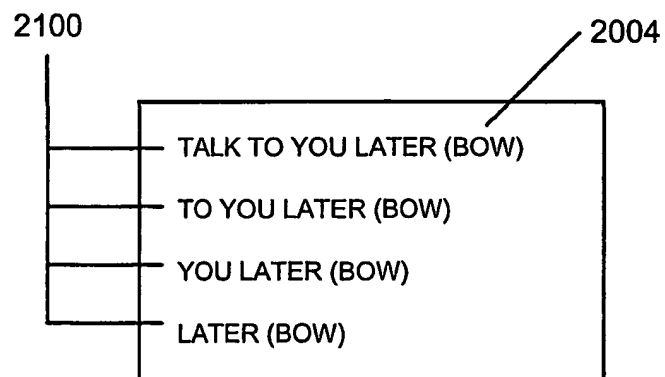 2100
2004
TALK TO YOU LATER (BOW)
TO YOU LATER (BOW)
YOU LATER (BOW)
LATER (BOW)